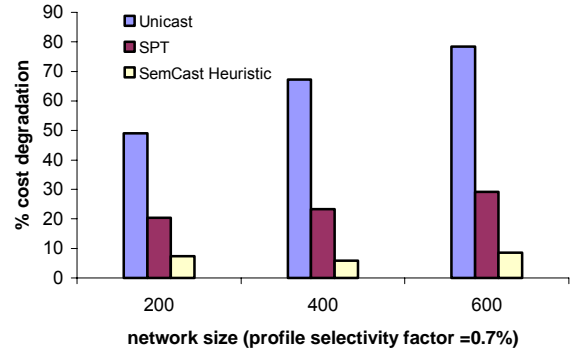 90
80
70
60
50
40
30
20
10
0
% cost degradation
Unicast
SPT
SemCast Heuristic
200 400 600
network size (profile selectivity factor =0.7%)